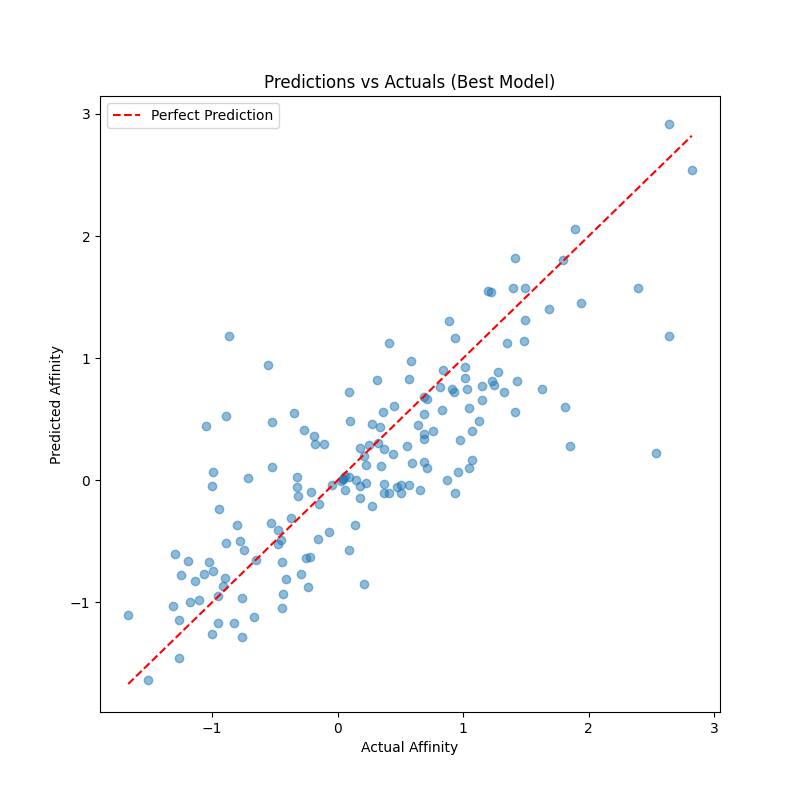 Predictions vs Actuals (Best Model)
Perfect Prediction
3
2
1
0
−1
Predicted Affinity
−1
0
1
2
3
Actual Affinity